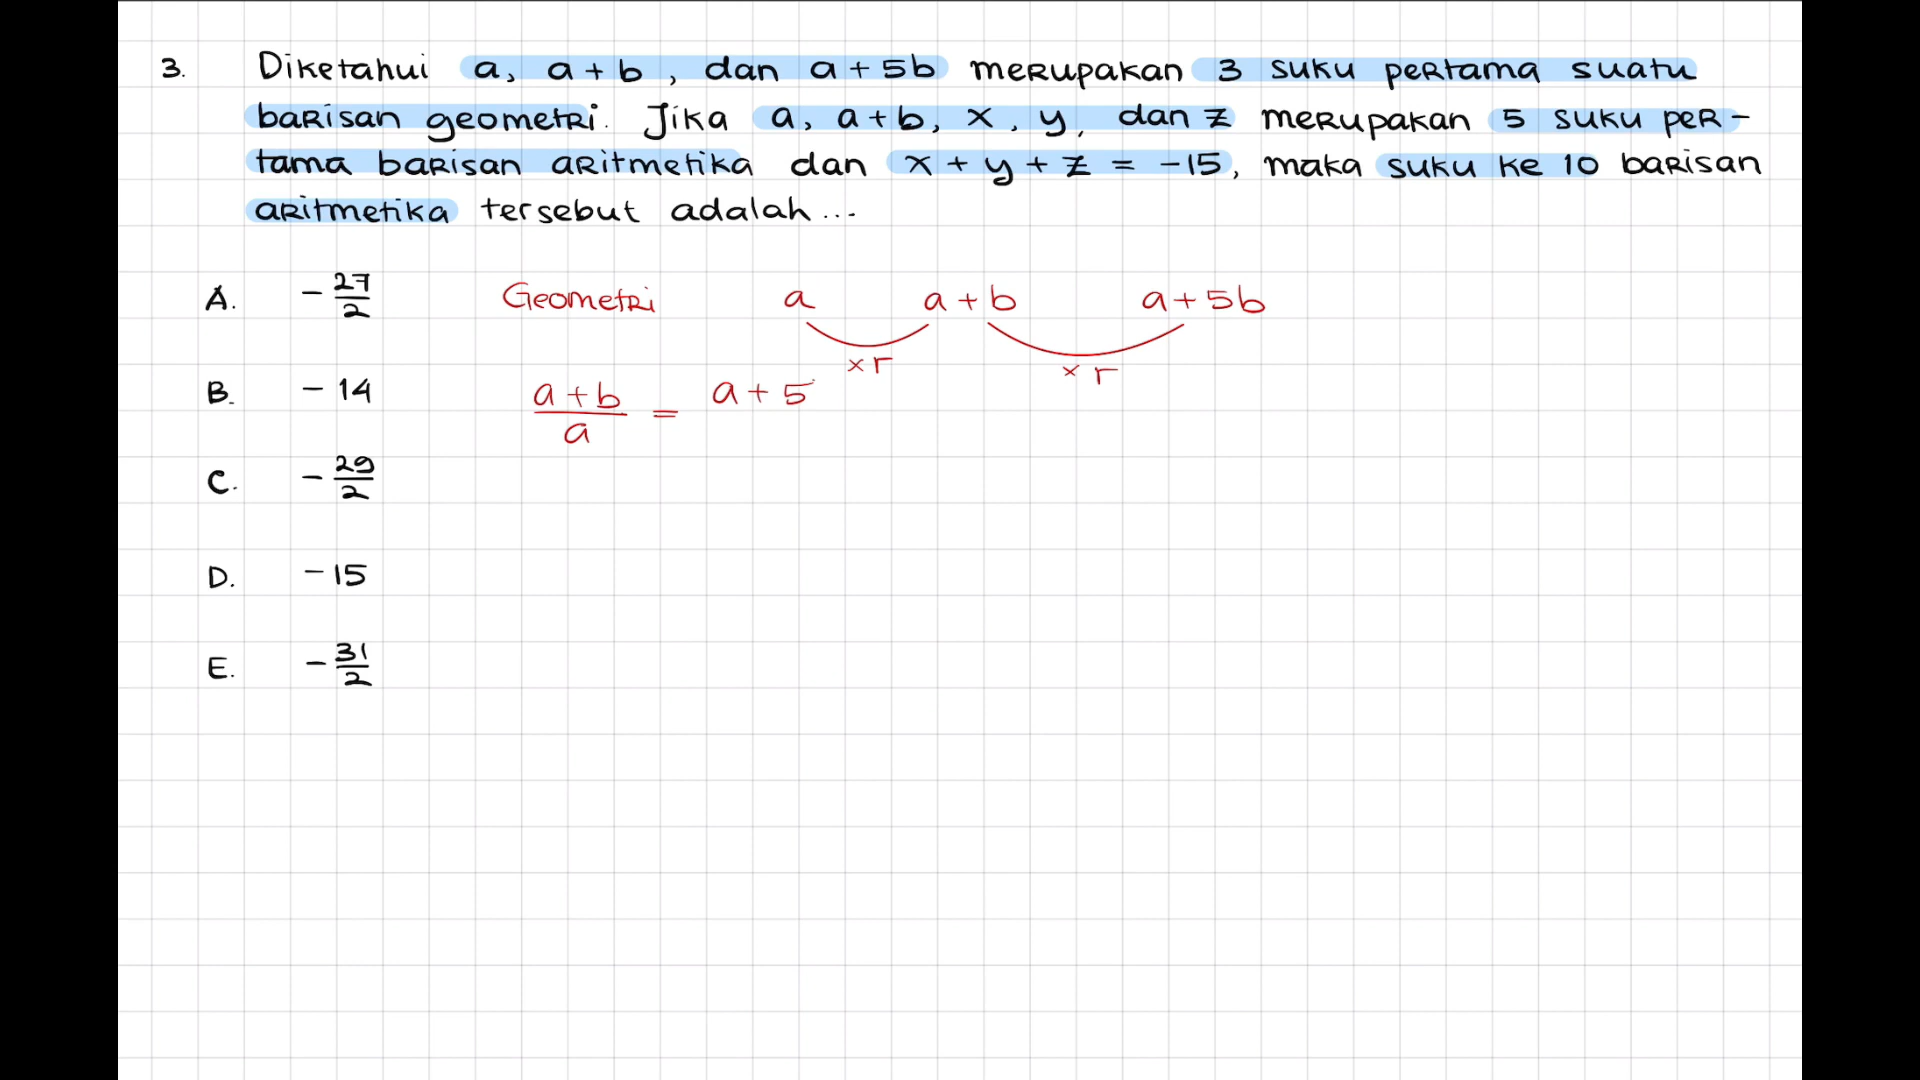 3. Diketahui a, a + b, dan a + 5b merupakan 3 suku pertama suatu
barisan geometri. Jika a, a + b, x, y, dan z merupakan 5 suku per-
tama barisan aritmetika dan x + y + z = -15, maka suku ke 10 barisan
aritmetika tersebut adalah...
A. -27/2
Geometri a a + b a + 5b
×r ×r
B. -14
(a + b)/a = a + 5
C. -29/2
D. -15
E. -31/2